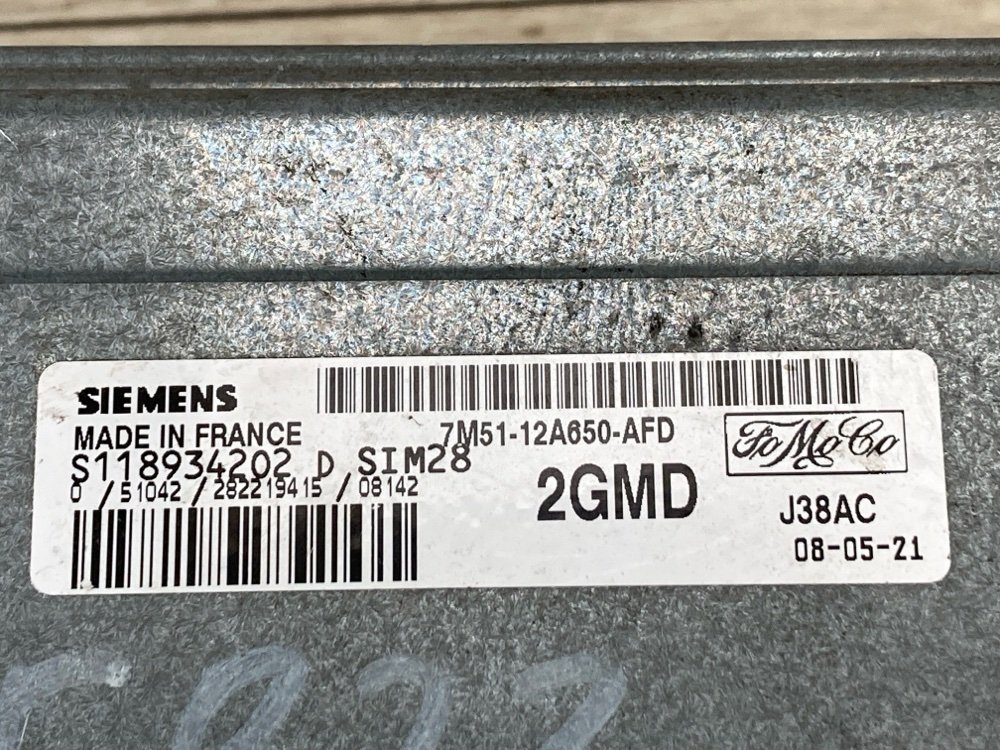 SIEMENS
MADE IN FRANCE
7M51-12A650-AFD
FoMoCo
S118934202 D SIM28
0 /51042 /282219415 /08142
2GMD
J38AC
08-05-21